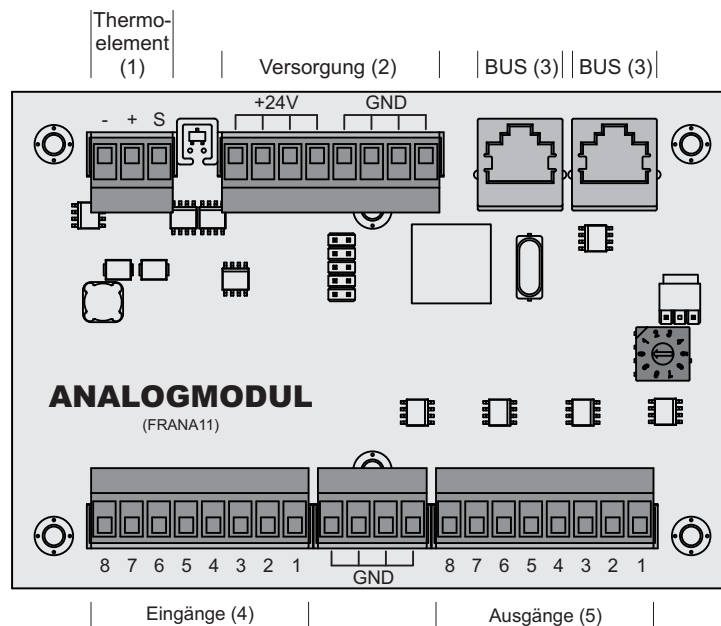 Thermo-
element
(1)
Versorgung (2)
BUS (3)
BUS (3)
+24V
GND
- + S
ANALOGMODUL
(FRANA11)
8 7 6 5 4 3 2 1
GND
8 7 6 5 4 3 2 1
Eingänge (4)
Ausgänge (5)